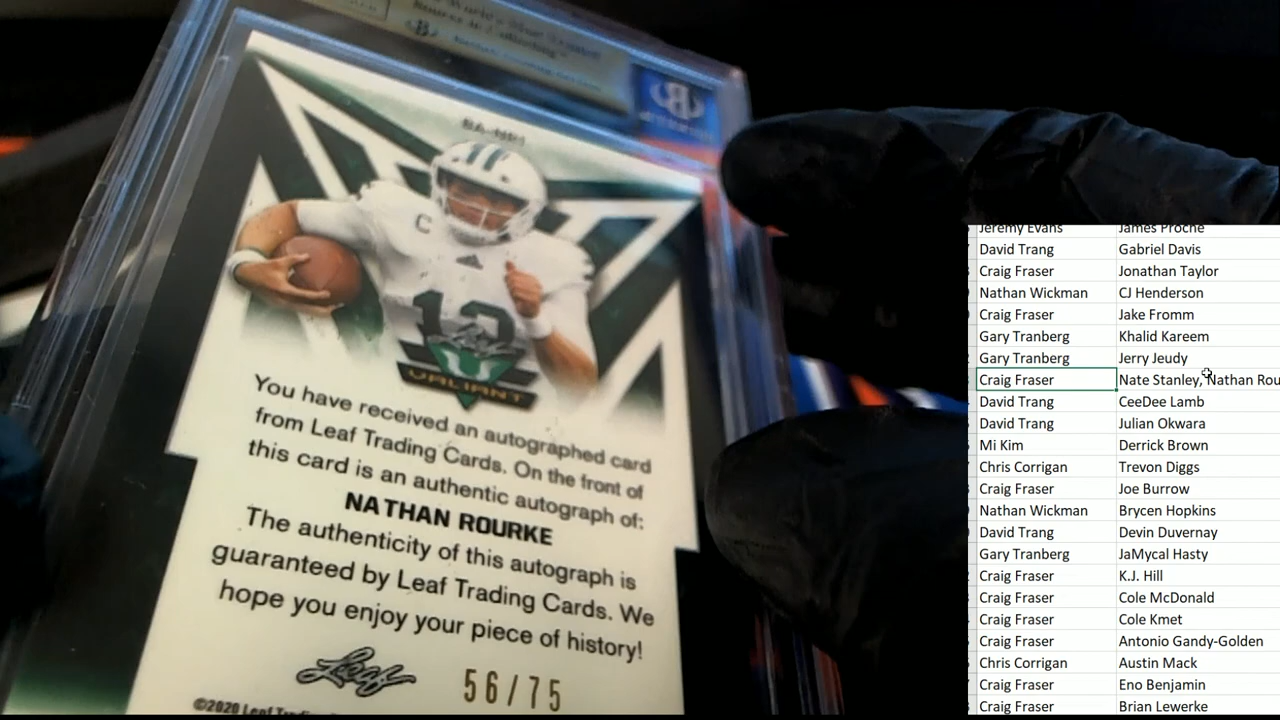 BA-NR1
C
12
VALIANT
You have received an autographed card
from Leaf Trading Cards. On the front of
this card is an authentic autograph of:
NATHAN ROURKE
The authenticity of this autograph is
guaranteed by Leaf Trading Cards. We
hope you enjoy your piece of history!
Leaf
56/75
©2020 Leaf
Jeremy Evans James Proche
David Trang Gabriel Davis
Craig Fraser Jonathan Taylor
Nathan Wickman CJ Henderson
Craig Fraser Jake Fromm
Gary Tranberg Khalid Kareem
Gary Tranberg Jerry Jeudy
Craig Fraser Nate Stanley, Nathan Rou
David Trang CeeDee Lamb
David Trang Julian Okwara
Mi Kim Derrick Brown
Chris Corrigan Trevon Diggs
Craig Fraser Joe Burrow
Nathan Wickman Brycen Hopkins
David Trang Devin Duvernay
Gary Tranberg JaMycal Hasty
Craig Fraser K.J. Hill
Craig Fraser Cole McDonald
Craig Fraser Cole Kmet
Craig Fraser Antonio Gandy-Golden
Chris Corrigan Austin Mack
Craig Fraser Eno Benjamin
Craig Fraser Brian Lewerke